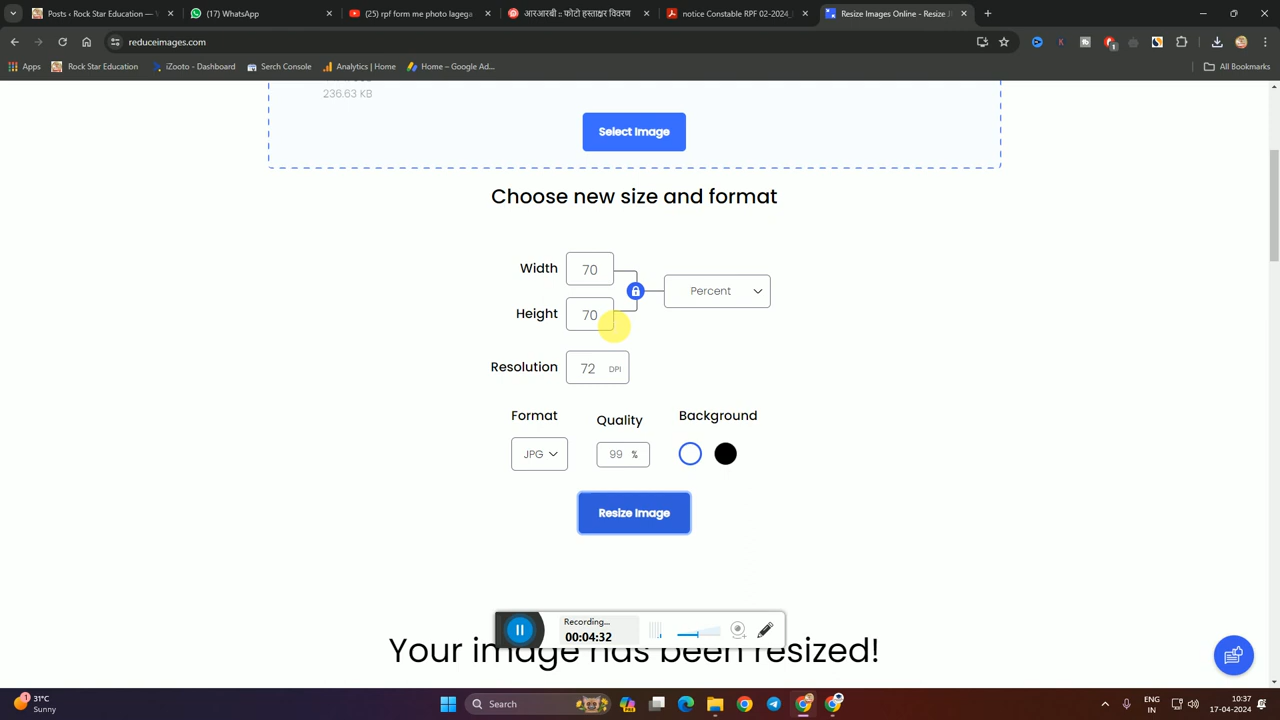 Posts ‹ Rock Star Education — 
(17) WhatsApp
(25) rpf form me photo lagega
आरआरबी - फोटो हस्ताक्षर विवरण
notice Constable RPF 02-2024_
Resize Images Online - Resize J
reduceimages.com
Apps
Rock Star Education
iZooto - Dashboard
Serch Console
Analytics | Home
Home – Google Ad...
All Bookmarks
236.63 KB
Select Image
Choose new size and format
Width
70
Percent
Height
70
Resolution
72
DPI
Format
Quality
Background
JPG
99 %
Resize Image
Recording...
00:04:32
Your image has been resized!
31°C
Sunny
Search
ENG
IN
10:37
17-04-2024